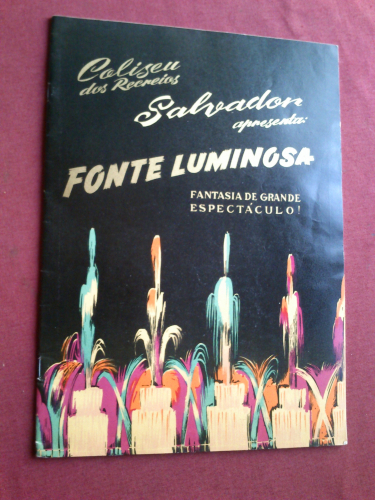 Coliseu
dos Recreios
Salvador
apresenta:
FONTE LUMINOSA
FANTASIA DE GRANDE
ESPECTÁCULO!